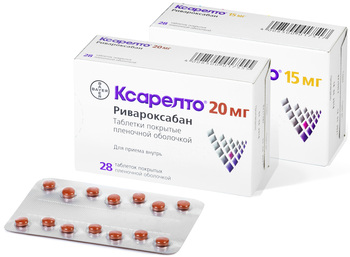 28
15 мг
Ксарелто® 20 мг
BAYER
Ривароксабан
Таблетки покрытые
пленочной оболочкой
Для приема внутрь
28 таблеток покрытых
пленочной оболочкой